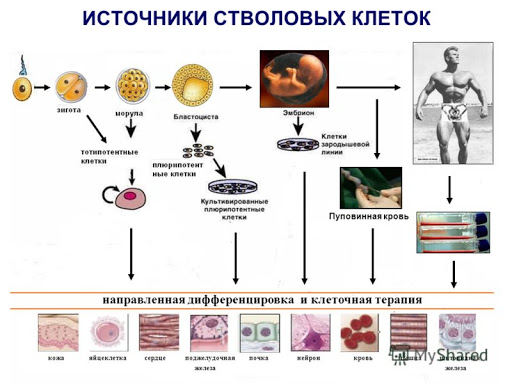 ИСТОЧНИКИ СТВОЛОВЫХ КЛЕТОК
зигота
морула
Бластоциста
Эмбрион
тотипотентные
клетки
плюрипотент
ные клетки
Клетки
зародышевой
линии
Культивированные
плюрипотентные
клетки
Пуповинная кровь
направленная дифференцировка и клеточная терапия
кожа
яйцеклетка
сердце
поджелудочная
железа
почка
нейрон
кровь
железа
MyShared